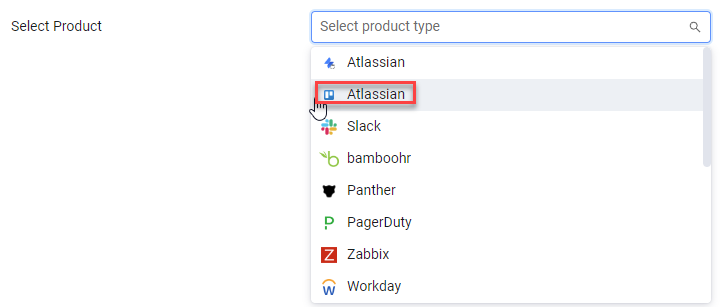 Select Product
Select product type
Atlassian
Atlassian
Slack
bamboohr
Panther
PagerDuty
Zabbix
Workday